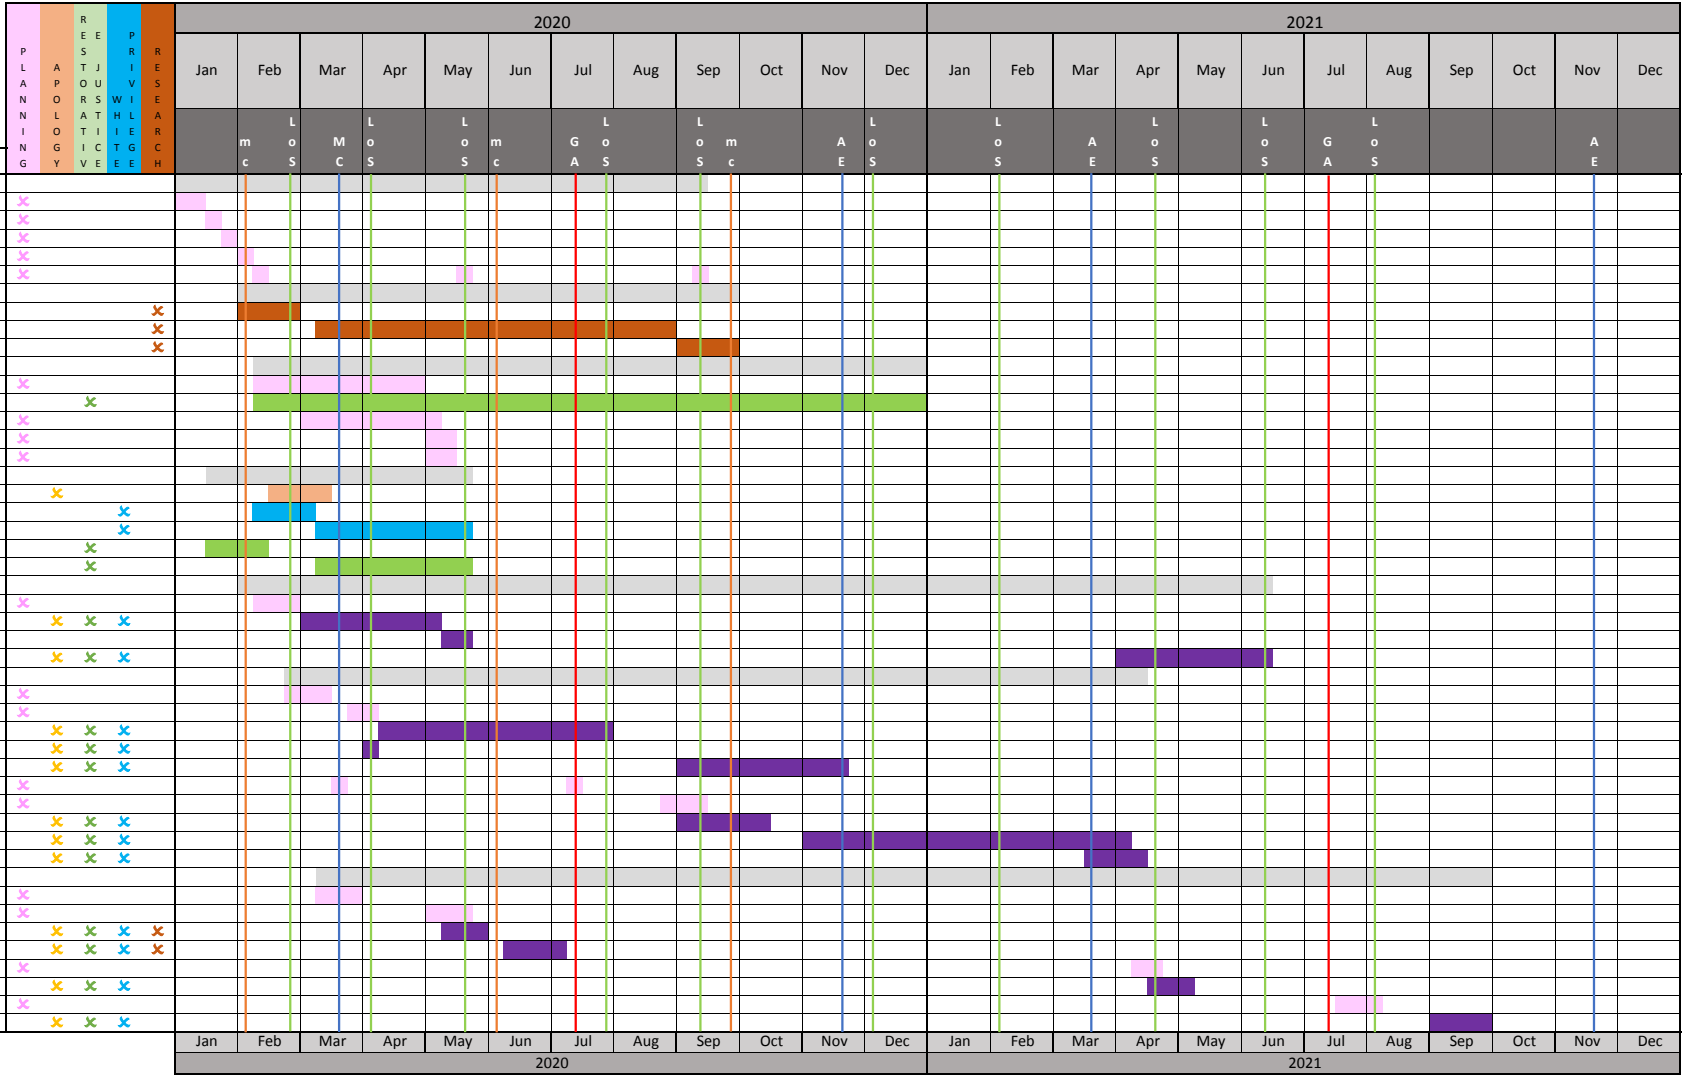 2020 2021
PLANNING
APOLOGY
RESTORATIVE
JUSTICE
WHITE
PRIVILEGE
RESEARCH
Jan Feb Mar Apr May Jun Jul Aug Sep Oct Nov Dec Jan Feb Mar Apr May Jun Jul Aug Sep Oct Nov Dec
mc LoS MC LoS LoS mc GA LoS LoS mc AE LoS LoS AE LoS LoS GA LoS AE
Jan Feb Mar Apr May Jun Jul Aug Sep Oct Nov Dec Jan Feb Mar Apr May Jun Jul Aug Sep Oct Nov Dec
2020 2021